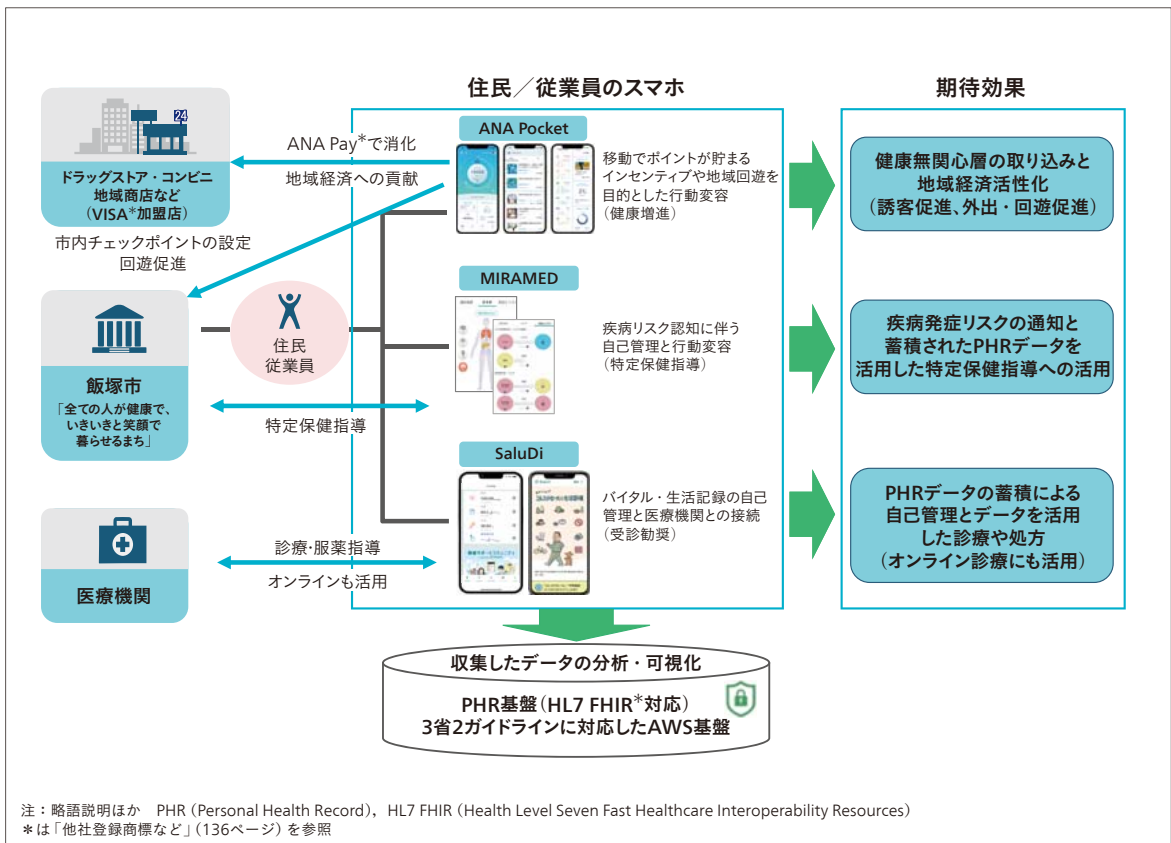 住民／従業員のスマホ
期待効果
24
ドラッグストア・コンビニ
地域商店など
（VISA*加盟店）
ANA Pay*で消化
地域経済への貢献
市内チェックポイントの設定
回遊促進
飯塚市
「全ての人が健康で、
いきいきと笑顔で
暮らせるまち」
住民
従業員
特定保健指導
医療機関
診療・服薬指導
オンラインも活用
ANA Pocket
移動でポイントが貯まる
インセンティブや地域回遊を
目的とした行動変容
（健康増進）
MIRAMED
疾病リスク認知に伴う
自己管理と行動変容
（特定保健指導）
SaluDi
バイタル・生活記録の自己
管理と医療機関との接続
（受診勧奨）
健康無関心層の取り込みと
地域経済活性化
（誘客促進、外出・回遊促進）
疾病発症リスクの通知と
蓄積されたPHRデータを
活用した特定保健指導への活用
PHRデータの蓄積による
自己管理とデータを活用
した診療や処方
（オンライン診療にも活用）
収集したデータの分析・可視化
PHR基盤（HL7 FHIR*対応）
3省2ガイドラインに対応したAWS基盤
注：略語説明ほか　PHR（Personal Health Record），HL7 FHIR（Health Level Seven Fast Healthcare Interoperability Resources）
＊は「他社登録商標など」（136ページ）を参照